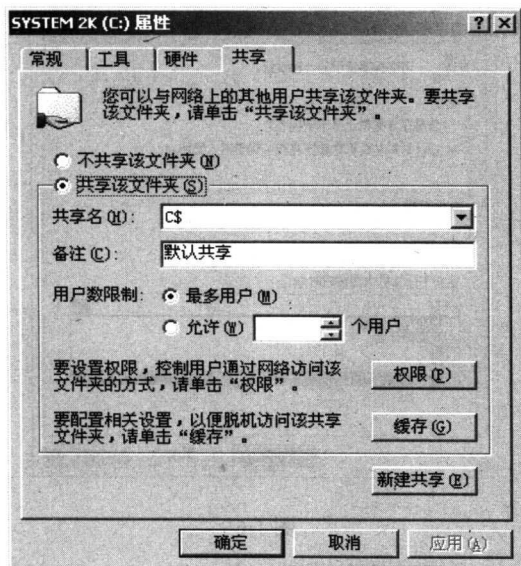 SYSTEM 2K (C:) 属性
常规 工具 硬件 共享
您可以与网络上的其他用户共享该文件夹。要共享
该文件夹，请单击“共享该文件夹”。
不共享该文件夹(N)
共享该文件夹(S)
共享名(H): C$
备注(C): 默认共享
用户数限制: 最多用户(M)
允许(W) 个用户
要设置权限，控制用户通过网络访问该
文件夹的方式，请单击“权限”。
权限(P)
要配置相关设置，以便脱机访问该共享
文件夹，请单击“缓存”。
缓存(G)
新建共享(E)
确定 取消 应用(A)